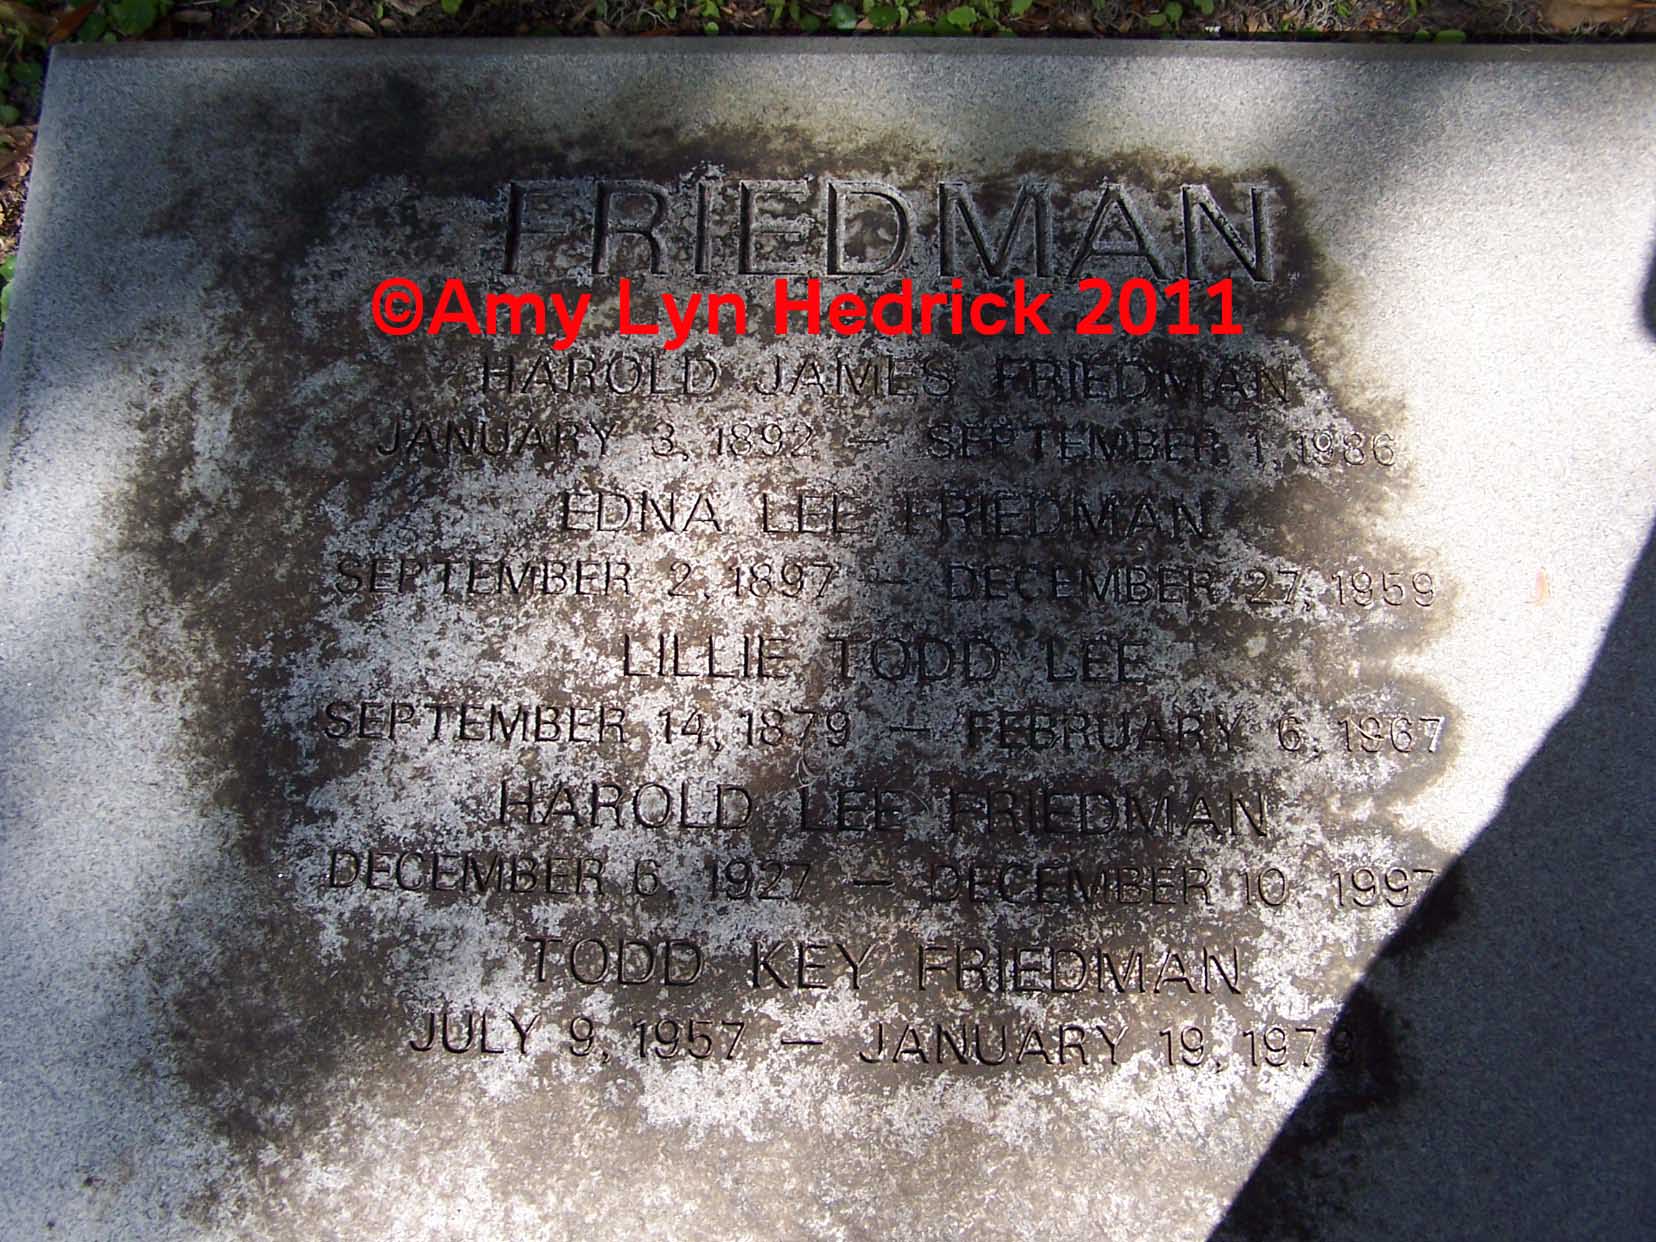 FRIEDMAN
©Amy Lyn Hedrick 2011
HAROLD JAMES FRIEDMAN
JANUARY 3, 1892 — SEPTEMBER 1, 1986
EDNA LEE FRIEDMAN
SEPTEMBER 2, 1897 — DECEMBER 27, 1959
LILLIE TODD LEE
SEPTEMBER 14, 1879 — FEBRUARY 6, 1967
HAROLD LEE FRIEDMAN
DECEMBER 6, 1927 — DECEMBER 10, 1997
TODD KEY FRIEDMAN
JULY 9, 1957 — JANUARY 19, 1979